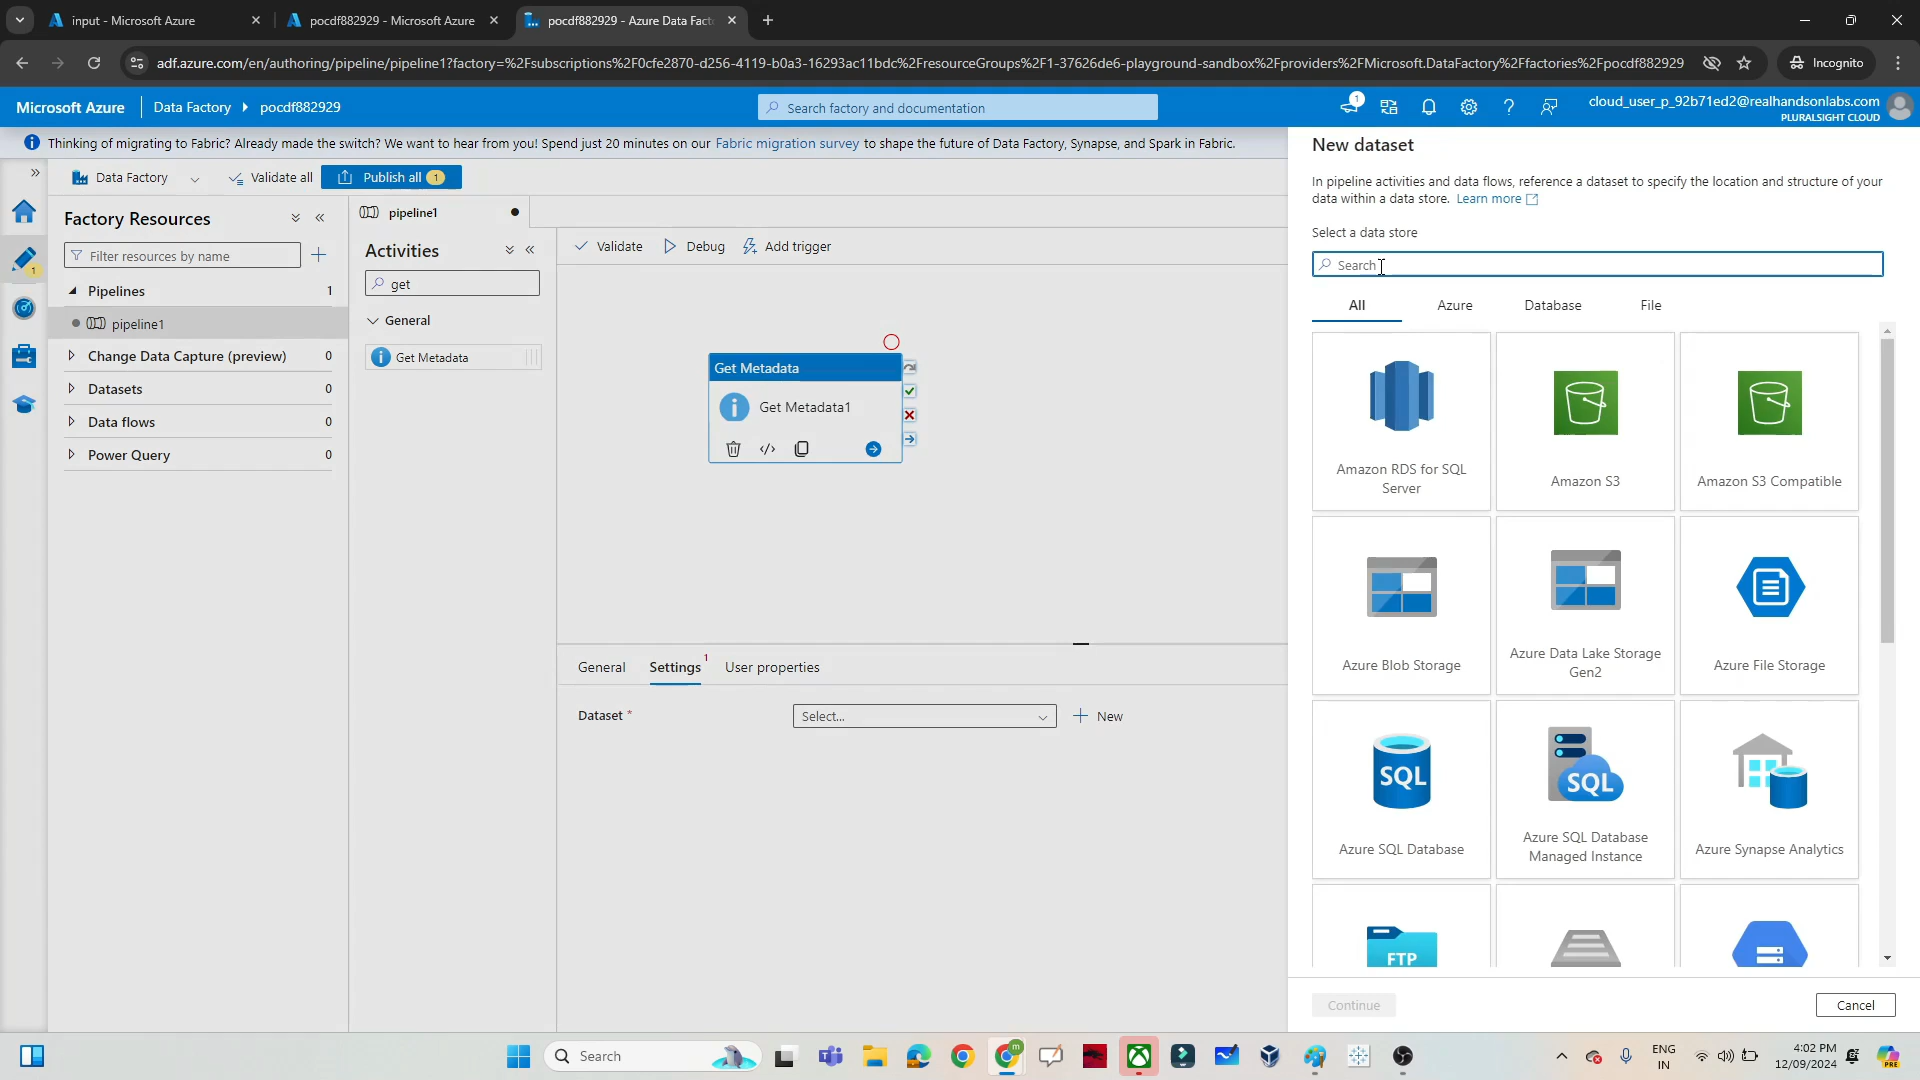 input - Microsoft Azure
pocdf882929 - Microsoft Azure
pocdf882929 - Azure Data Fact
adf.azure.com/en/authoring/pipeline/pipeline1?factory=%2Fsubscriptions%2F0cfe2870-d256-4119-b0a3-16293ac11bdc%2FresourceGroups%2F1-37626de6-playground-sandbox%2Fproviders%2FMicrosoft.DataFactory%2Ffactories%2Fpocdf882929
Incognito
Microsoft Azure
Data Factory
pocdf882929
Search factory and documentation
1
cloud_user_p_92b71ed2@realhandsonlabs.com
PLURALSIGHT CLOUD
Thinking of migrating to Fabric? Already made the switch? We want to hear from you! Spend just 20 minutes on our Fabric migration survey to shape the future of Data Factory, Synapse, and Spark in Fabric.
Data Factory
Validate all
Publish all 1
Factory Resources
Filter resources by name
1
Pipelines 1
pipeline1
Change Data Capture (preview) 0
Datasets 0
Data flows 0
Power Query 0
pipeline1
Activities
get
General
Get Metadata
Validate
Debug
Add trigger
Get Metadata
Get Metadata1
General
Settings 1
User properties
Dataset *
Select...
New
New dataset
In pipeline activities and data flows, reference a dataset to specify the location and structure of your
data within a data store. Learn more
Select a data store
Search
All
Azure
Database
File
Amazon RDS for SQL
Server
Amazon S3
Amazon S3 Compatible
Azure Blob Storage
Azure Data Lake Storage
Gen2
Azure File Storage
SQL
Azure SQL Database
SQL
Azure SQL Database
Managed Instance
Azure Synapse Analytics
FTP
Continue
Cancel
Search
ENG
IN
4:02 PM
12/09/2024
PRE